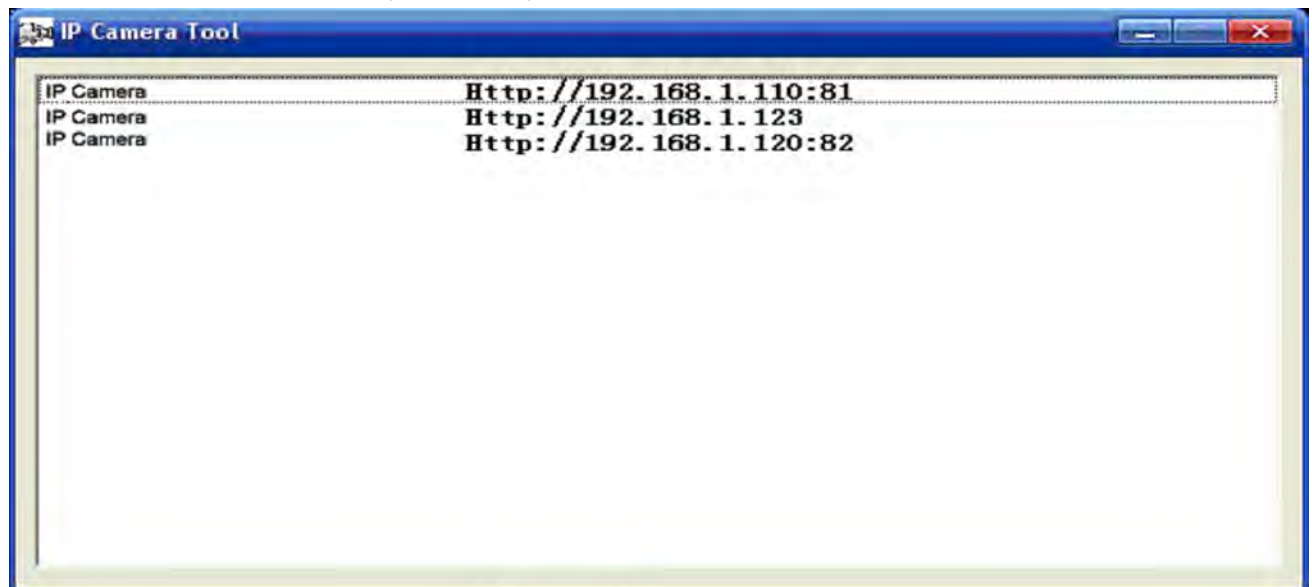 IP Camera Tool
IP Camera Http://192.168.1.110:81
IP Camera Http://192.168.1.123
IP Camera Http://192.168.1.120:82